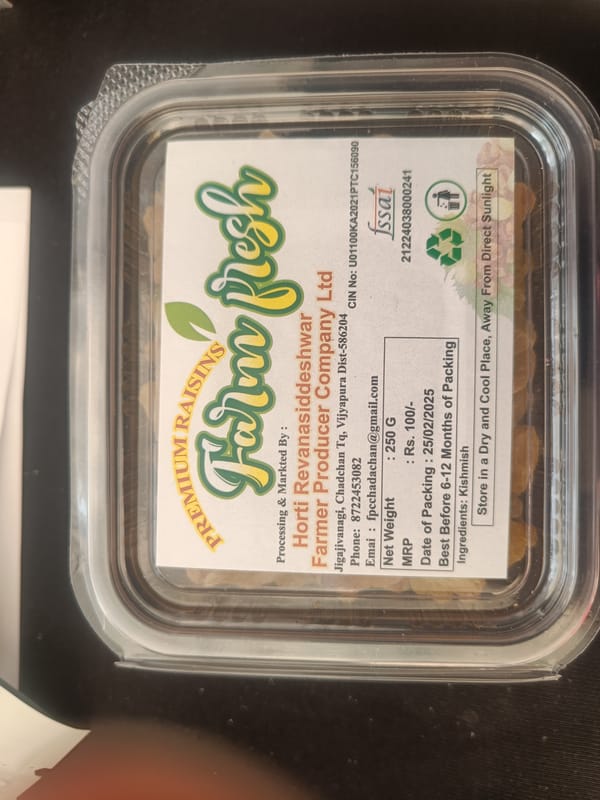 PREMIUM RAISINS
Farm fresh
Processing & Markted By :
Horti Revanasiddeshwar
Farmer Producer Company Ltd
Jigajivanagi, Chadchan Tq, Vijyapura Dist-586204
Phone: 8722453082
CIN No: U01100KA2021PTC156090
Emai : fpcchadachan@gmail.com
fssai
21224038000241
Net Weight : 250 G
MRP : Rs. 100/-
Date of Packing : 25/02/2025
Best Before 6-12 Months of Packing
Ingredients: Kishmish
Store in a Dry and Cool Place, Away From Direct Sunlight